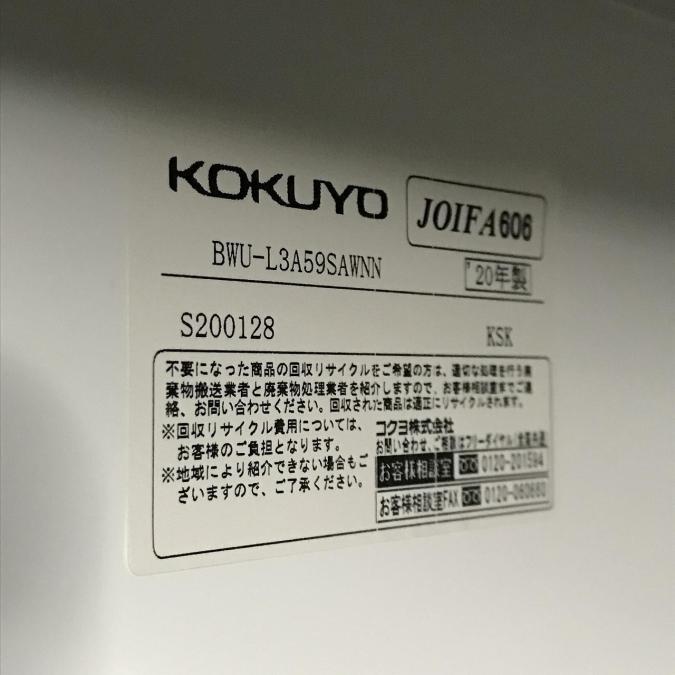 KOKUYO
JOIFA606
BWU-L3A59SAWNN
'20年製
S200128
KSK
不要になった商品の回収リサイクルをご希望の方は、適切な処理を行う廃
棄物搬送業者と廃棄物処理業者を紹介しますので、お客様相談室までご連
絡、お問い合わせください。回収された商品は適正にリサイクルされます。
※回収リサイクル費用については、
お客様のご負担となります。
※地域により紹介できない場合もご
ざいますので、ご了承ください。
コクヨ株式会社
お問い合わせ、ご相談はフリーダイヤル(全国共通)
お客様相談室 0120-201594
お客様相談室FAX 0120-060660